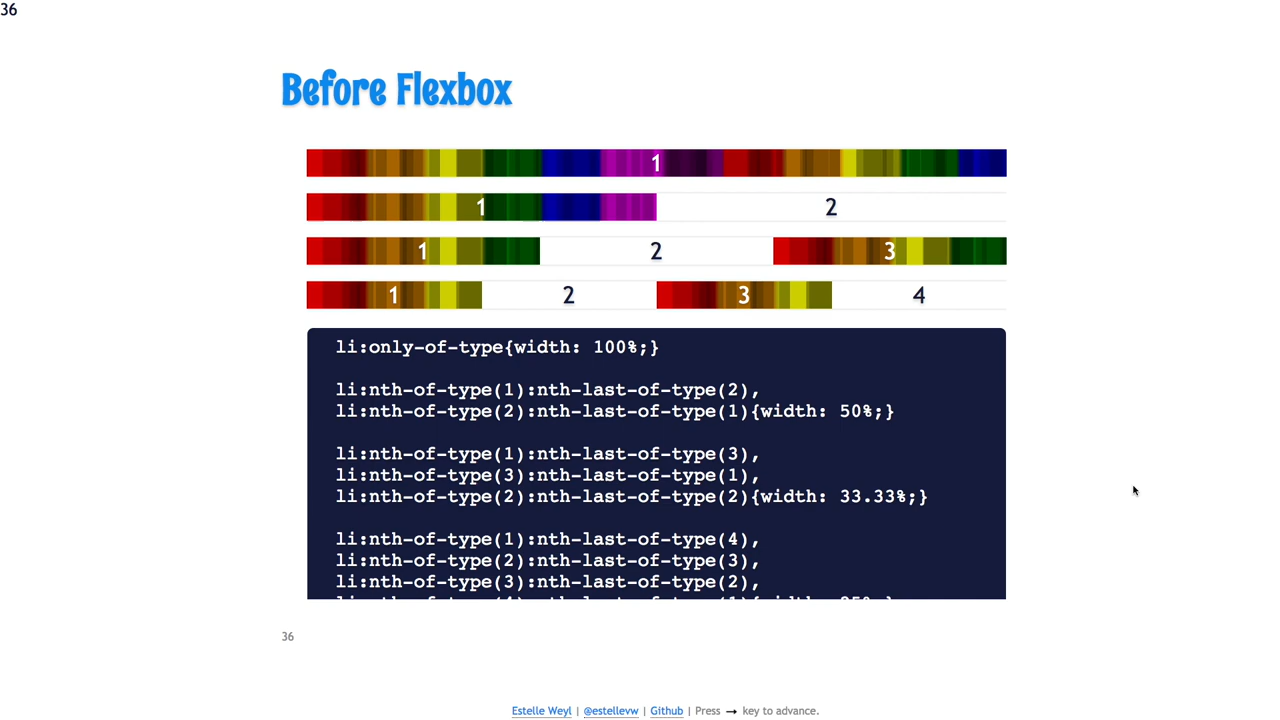 36
Before Flexbox
1
1 2
1 2 3
1 2 3 4
li:only-of-type{width: 100%;}
li:nth-of-type(1):nth-last-of-type(2),
li:nth-of-type(2):nth-last-of-type(1){width: 50%;}
li:nth-of-type(1):nth-last-of-type(3),
li:nth-of-type(3):nth-last-of-type(1),
li:nth-of-type(2):nth-last-of-type(2){width: 33.33%;}
li:nth-of-type(1):nth-last-of-type(4),
li:nth-of-type(2):nth-last-of-type(3),
li:nth-of-type(3):nth-last-of-type(2),
36
Estelle Weyl | @estellevw | Github | Press → key to advance.